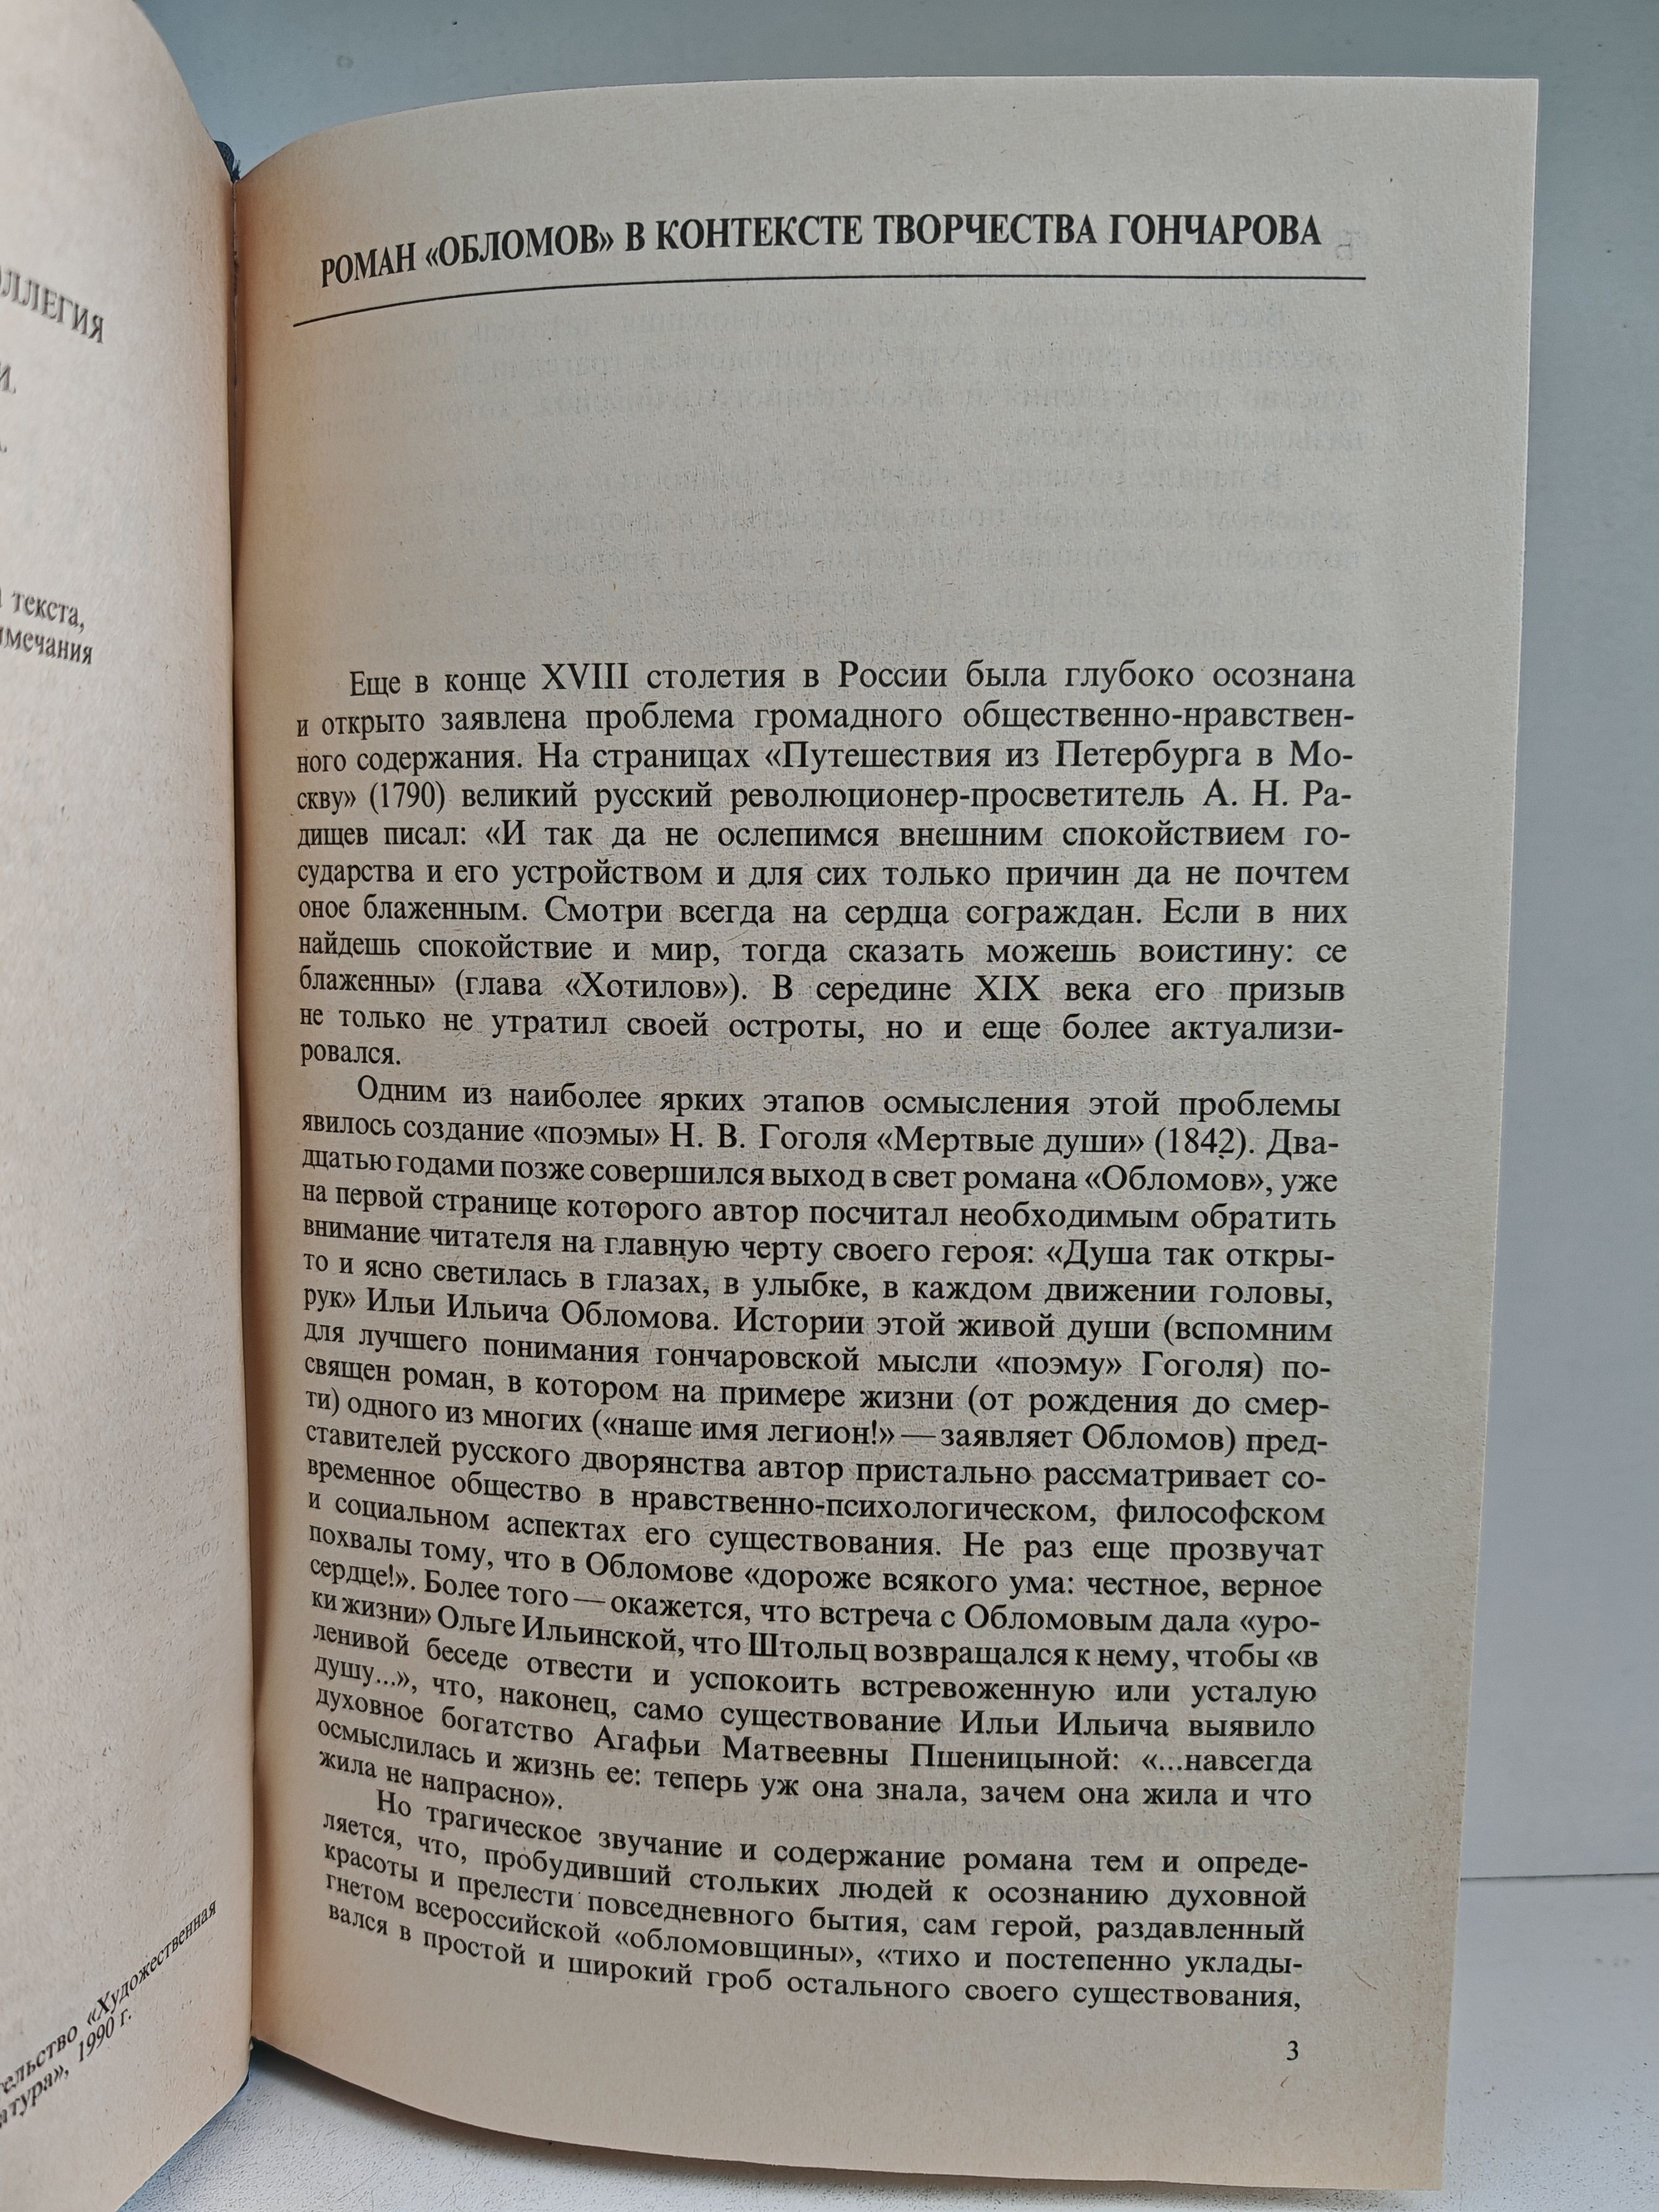 текста,
1990 г.
РОМАН «ОБЛОМОВ» В КОНТЕКСТЕ ТВОРЧЕСТВА ГОНЧАРОВА
Еще в конце XVIII столетия в России была глубоко осознана
и открыто заявлена проблема громадного общественно-нравствен-
ного содержания. На страницах «Путешествия из Петербурга в Мо-
скву» (1790) великий русский революционер-просветитель А. Н. Ра-
дищев писал: «И так да не ослепимся внешним спокойствием го-
сударства и его устройством и для сих только причин да не почтем
оное блаженным. Смотри всегда на сердца сограждан. Если в них
найдешь спокойствие и мир, тогда сказать можешь воистину: се
блаженны» (глава «Хотилов»). В середине XIX века его призыв
не только не утратил своей остроты, но и еще более актуализи-
ровался.
Одним из наиболее ярких этапов осмысления этой проблемы
явилось создание «поэмы» Н. В. Гоголя «Мертвые души» (1842). Два-
дцатью годами позже совершился выход в свет романа «Обломов», уже
на первой странице которого автор посчитал необходимым обратить
внимание читателя на главную черту своего героя: «Душа так откры-
то и ясно светилась в глазах, в улыбке, в каждом движении головы,
рук» Ильи Ильича Обломова. Истории этой живой души (вспомним
для лучшего понимания гончаровской мысли «поэму» Гоголя) по-
священ роман, в котором на примере жизни (от рождения до смер-
ти) одного из многих («наше имя легион!» — заявляет Обломов) пред-
ставителей русского дворянства автор пристально рассматривает со-
временное общество в нравственно-психологическом, философском
и социальном аспектах его существования. Не раз еще прозвучат
похвалы тому, что в Обломове «дороже всякого ума: честное, верное
сердце!». Более того — окажется, что встреча с Обломовым дала «уро-
ки жизни» Ольге Ильинской, что Штольц возвращался к нему, чтобы «в
ленивой беседе отвести и успокоить встревоженную или усталую
душу...», что, наконец, само существование Ильи Ильича выявило
духовное богатство Агафьи Матвеевны Пшеницыной: «...навсегда
осмыслилась и жизнь ее: теперь уж она знала, зачем она жила и что
жила не напрасно».
Но трагическое звучание и содержание романа тем и опреде-
ляется, что, пробудивший стольких людей к осознанию духовной
красоты и прелести повседневного бытия, сам герой, раздавленный
гнетом всероссийской «обломовщины», «тихо и постепенно уклады-
вался в простой и широкий гроб остального своего существования,
3